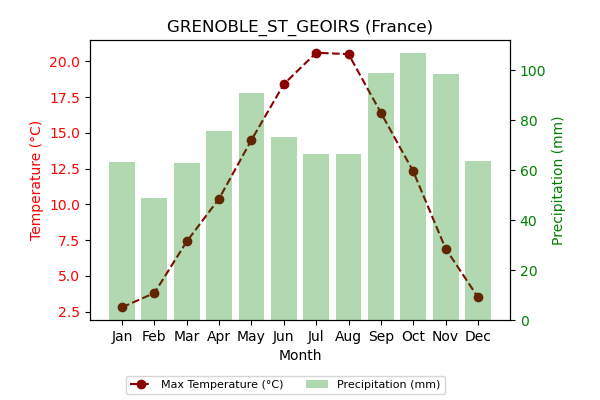 GRENOBLE_ST_GEOIRS (France)
Temperature (°C)
20.0
17.5
15.0
12.5
10.0
7.5
5.0
2.5
100
80
60
40
20
0
Precipitation (mm)
Jan Feb Mar Apr May Jun Jul Aug Sep Oct Nov Dec
Month
Max Temperature (°C) Precipitation (mm)